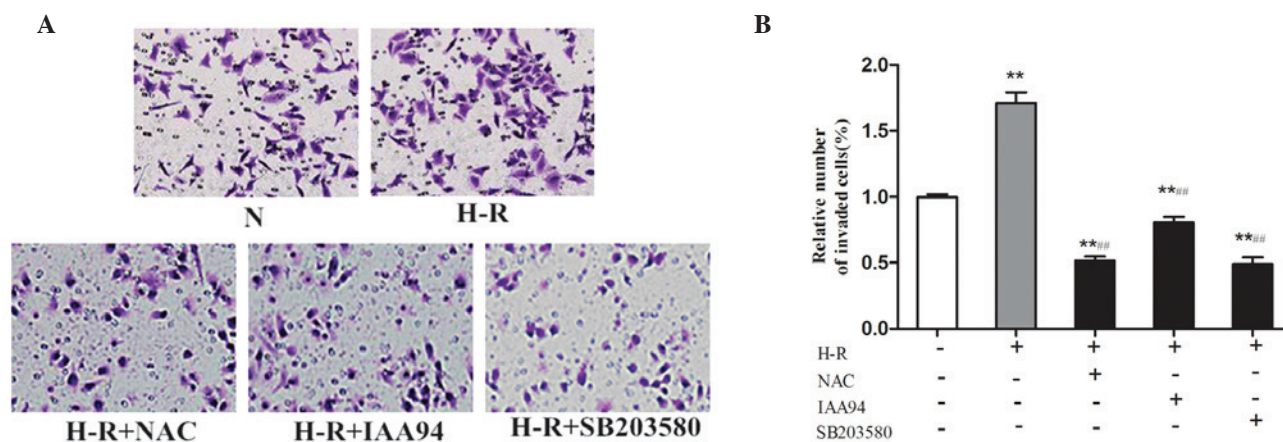 A
N
H-R
H-R+NAC
H-R+IAA94
H-R+SB203580
B
Relative number
of invaded cells(%)
2.0
1.5
1.0
0.5
0.0
**
**##
**##
**##
H-R - + + + +
NAC - - + - -
IAA94 - - - + -
SB203580 - - - - +